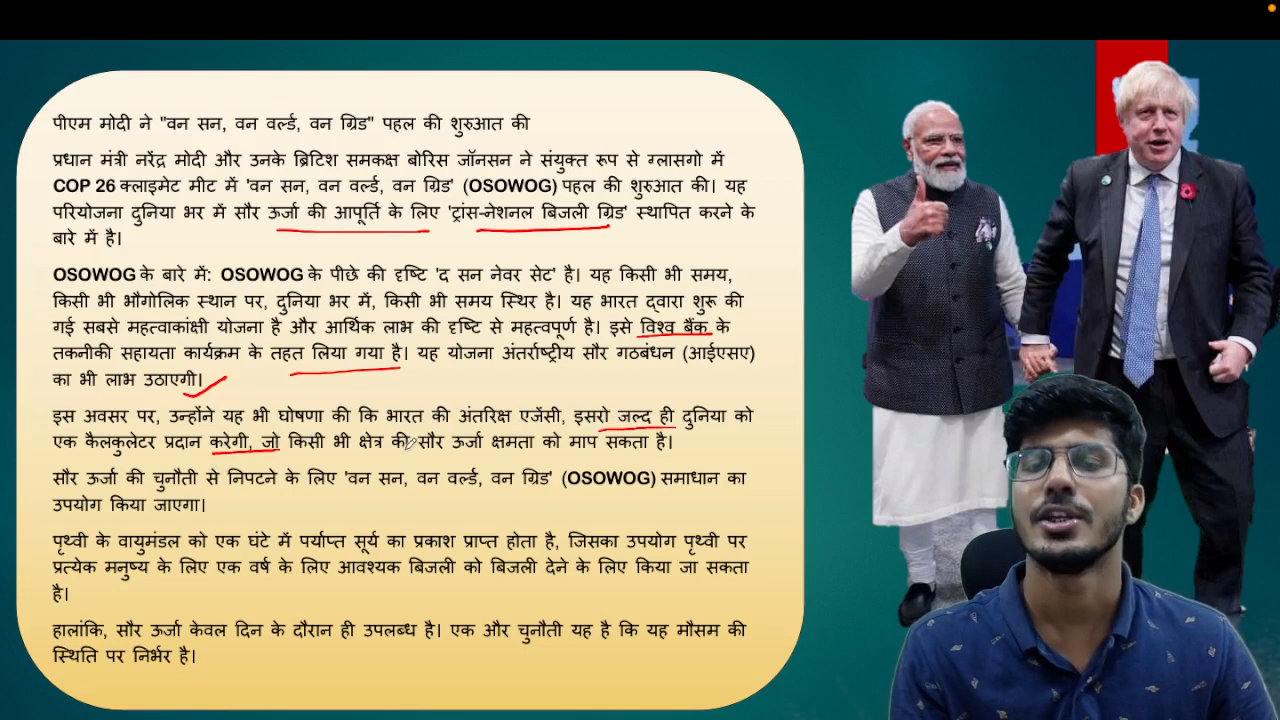 पीएम मोदी ने "वन सन, वन वर्ल्ड, वन ग्रिड" पहल की शुरुआत की
प्रधान मंत्री नरेंद्र मोदी और उनके ब्रिटिश समकक्ष बोरिस जॉनसन ने संयुक्त रूप से ग्लासगो में
COP 26 क्लाइमेट मीट में 'वन सन, वन वर्ल्ड, वन ग्रिड' (OSOWOG) पहल की शुरुआत की। यह
परियोजना दुनिया भर में सौर ऊर्जा की आपूर्ति के लिए 'ट्रांस-नेशनल बिजली ग्रिड' स्थापित करने के
बारे में है।
OSOWOG के बारे में: OSOWOG के पीछे की दृष्टि 'द सन नेवर सेट' है। यह किसी भी समय,
किसी भी भौगोलिक स्थान पर, दुनिया भर में, किसी भी समय स्थिर है। यह भारत द्वारा शुरू की
गई सबसे महत्वाकांक्षी योजना है और आर्थिक लाभ की दृष्टि से महत्वपूर्ण है। इसे विश्व बैंक के
तकनीकी सहायता कार्यक्रम के तहत लिया गया है। यह योजना अंतर्राष्ट्रीय सौर गठबंधन (आईएसए)
का भी लाभ उठाएगी।
इस अवसर पर, उन्होंने यह भी घोषणा की कि भारत की अंतरिक्ष एजेंसी, इसरो जल्द ही दुनिया को
एक कैलकुलेटर प्रदान करेगी, जो किसी भी क्षेत्र की सौर ऊर्जा क्षमता को माप सकता है।
सौर ऊर्जा की चुनौती से निपटने के लिए 'वन सन, वन वर्ल्ड, वन ग्रिड' (OSOWOG) समाधान का
उपयोग किया जाएगा।
पृथ्वी के वायुमंडल को एक घंटे में पर्याप्त सूर्य का प्रकाश प्राप्त होता है, जिसका उपयोग पृथ्वी पर
प्रत्येक मनुष्य के लिए एक वर्ष के लिए आवश्यक बिजली को बिजली देने के लिए किया जा सकता
है।
हालांकि, सौर ऊर्जा केवल दिन के दौरान ही उपलब्ध है। एक और चुनौती यह है कि यह मौसम की
स्थिति पर निर्भर है।